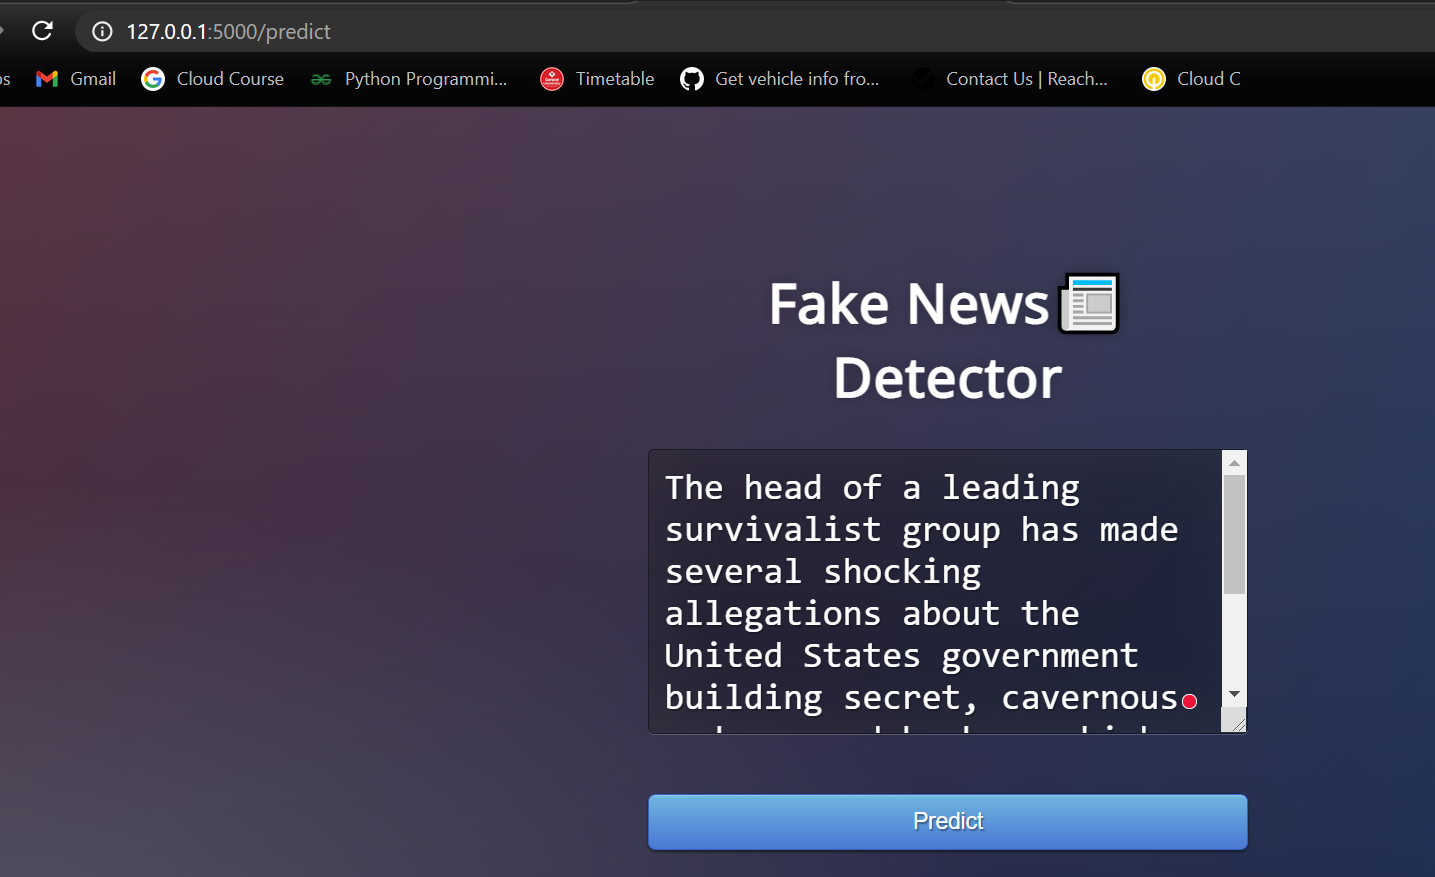 127.0.0.1:5000/predict
Gmail Cloud Course Python Programmi... Timetable Get vehicle info fro... Contact Us | Reach... Cloud C
Fake News
Detector
The head of a leading
survivalist group has made
several shocking
allegations about the
United States government
building secret, cavernous
Predict